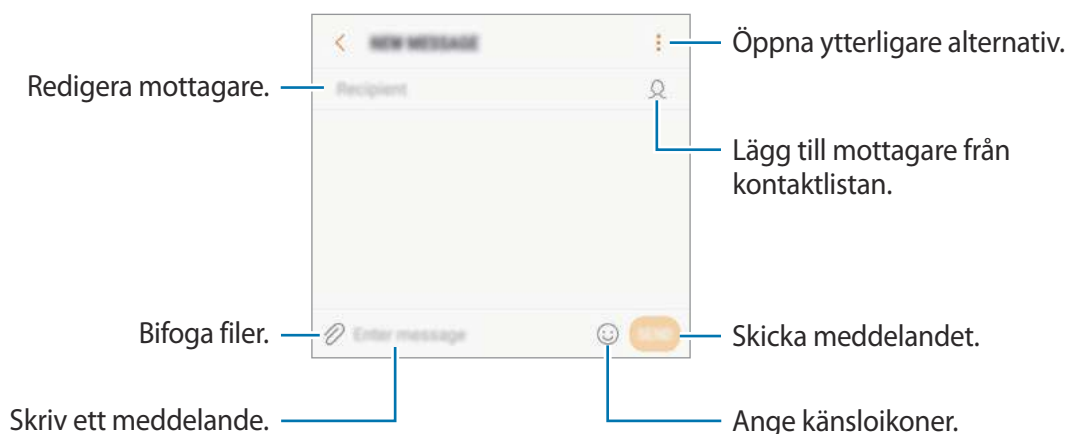 NEW MESSAGE
Öppna ytterligare alternativ.
Redigera mottagare.
Recipient
Lägg till mottagare från
kontaktlistan.
Bifoga filer.
Enter message
SEND
Skicka meddelandet.
Skriv ett meddelande.
Ange känsloikoner.